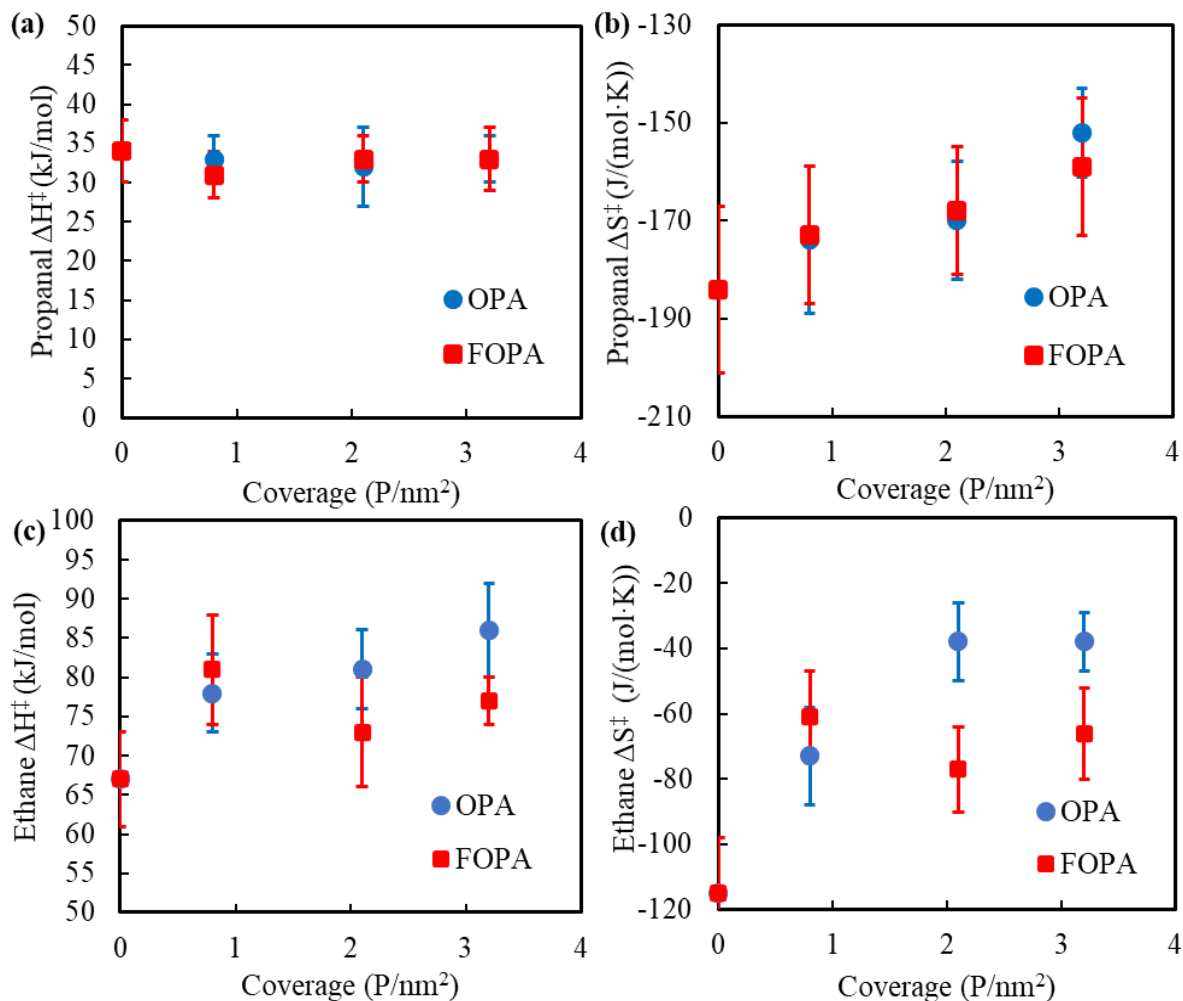 (a)
Propanal ΔH‡ (kJ/mol)
50
45
40
35
30
25
20
15
10
5
0
OPA
FOPA
0 1 2 3 4
Coverage (P/nm²)
(b)
Propanal ΔS‡ (J/(mol·K))
-130
-150
-170
-190
-210
OPA
FOPA
0 1 2 3 4
Coverage (P/nm²)
(c)
Ethane ΔH‡ (kJ/mol)
100
95
90
85
80
75
70
65
60
55
50
OPA
FOPA
0 1 2 3 4
Coverage (P/nm²)
(d)
Ethane ΔS‡ (J/(mol·K))
0
-20
-40
-60
-80
-100
-120
OPA
FOPA
0 1 2 3 4
Coverage (P/nm²)